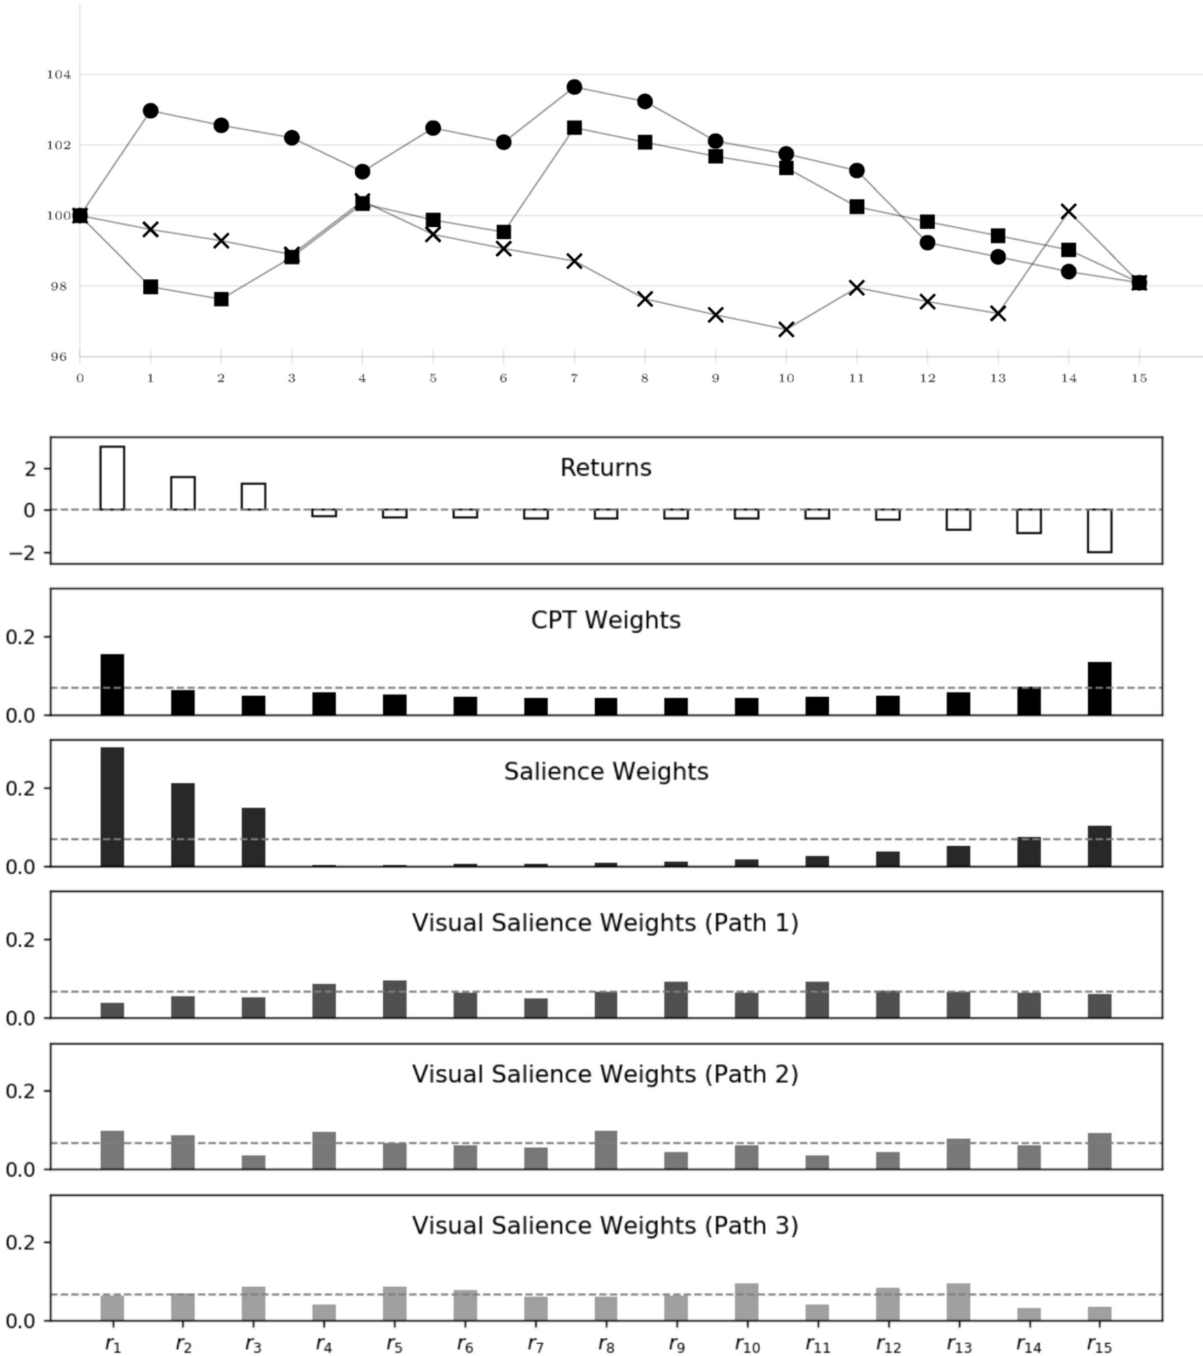 104
102
100
98
96
0 1 2 3 4 5 6 7 8 9 10 11 12 13 14 15
Returns
2
0
−2
CPT Weights
0.2
0.0
Salience Weights
0.2
0.0
Visual Salience Weights (Path 1)
0.2
0.0
Visual Salience Weights (Path 2)
0.2
0.0
Visual Salience Weights (Path 3)
0.2
0.0
r₁ r₂ r₃ r₄ r₅ r₆ r₇ r₈ r₉ r₁₀ r₁₁ r₁₂ r₁₃ r₁₄ r₁₅